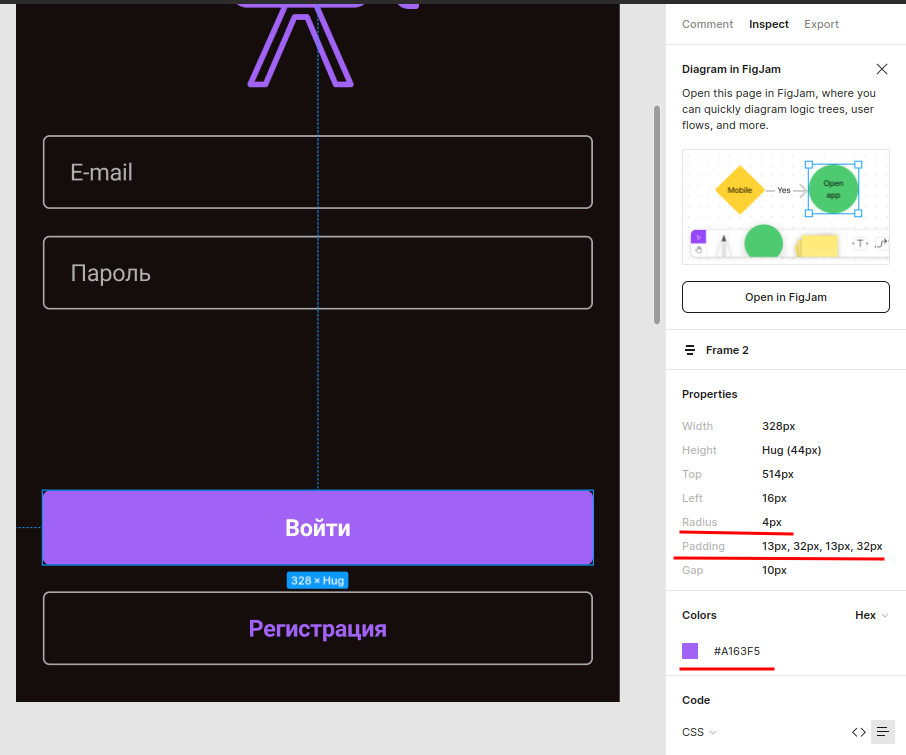 Comment Inspect Export
Diagram in FigJam
Open this page in FigJam, where you
can quickly diagram logic trees, user
flows, and more.
Mobile Yes Open
app
T
Open in FigJam
Frame 2
Properties
Width 328px
Height Hug (44px)
Top 514px
Left 16px
Radius 4px
Padding 13px, 32px, 13px, 32px
Gap 10px
Colors Hex
#A163F5
Code
CSS
E-mail
Пароль
Войти
328 × Hug
Регистрация